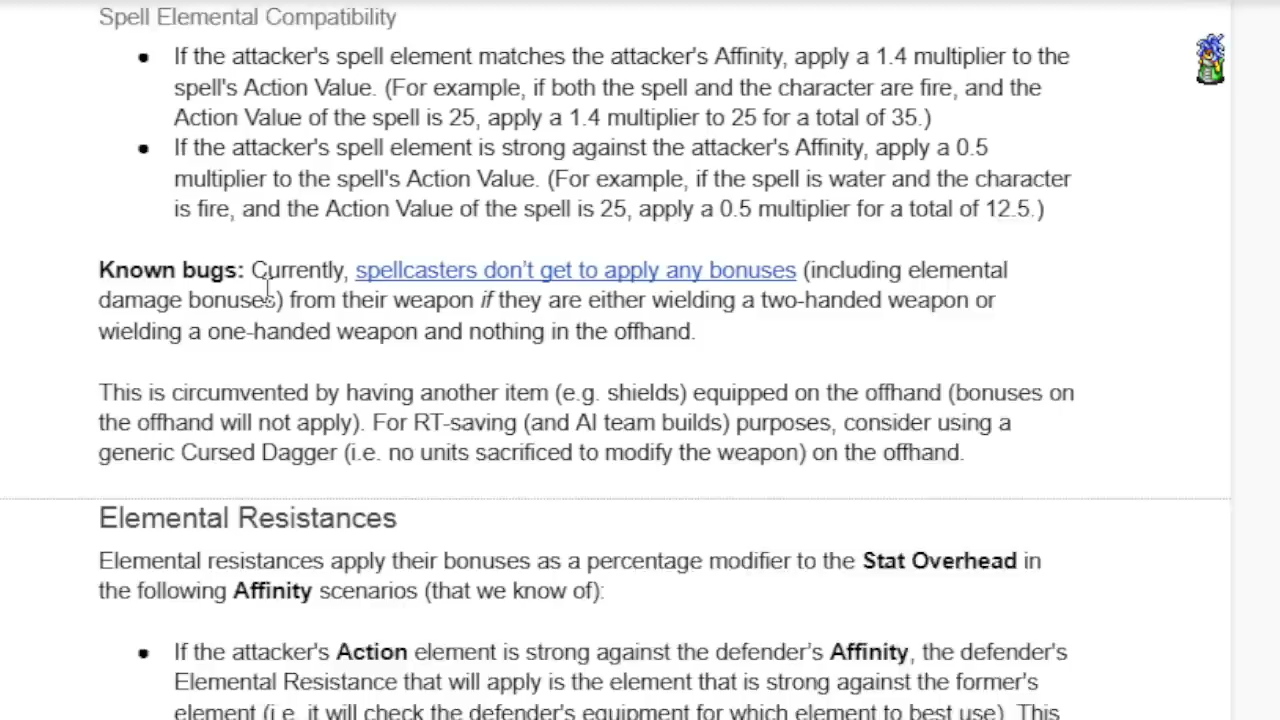 Spell Elemental Compatibility
● If the attacker's spell element matches the attacker's Affinity, apply a 1.4 multiplier to the
spell's Action Value. (For example, if both the spell and the character are fire, and the
Action Value of the spell is 25, apply a 1.4 multiplier to 25 for a total of 35.)
● If the attacker's spell element is strong against the attacker's Affinity, apply a 0.5
multiplier to the spell's Action Value. (For example, if the spell is water and the character
is fire, and the Action Value of the spell is 25, apply a 0.5 multiplier for a total of 12.5.)
Known bugs: Currently, spellcasters don't get to apply any bonuses (including elemental
damage bonuses) from their weapon if they are either wielding a two-handed weapon or
wielding a one-handed weapon and nothing in the offhand.
This is circumvented by having another item (e.g. shields) equipped on the offhand (bonuses on
the offhand will not apply). For RT-saving (and AI team builds) purposes, consider using a
generic Cursed Dagger (i.e. no units sacrificed to modify the weapon) on the offhand.
Elemental Resistances
Elemental resistances apply their bonuses as a percentage modifier to the Stat Overhead in
the following Affinity scenarios (that we know of):
● If the attacker's Action element is strong against the defender's Affinity, the defender's
Elemental Resistance that will apply is the element that is strong against the former's
element (i.e. it will check the defender's equipment for which element to best use). This